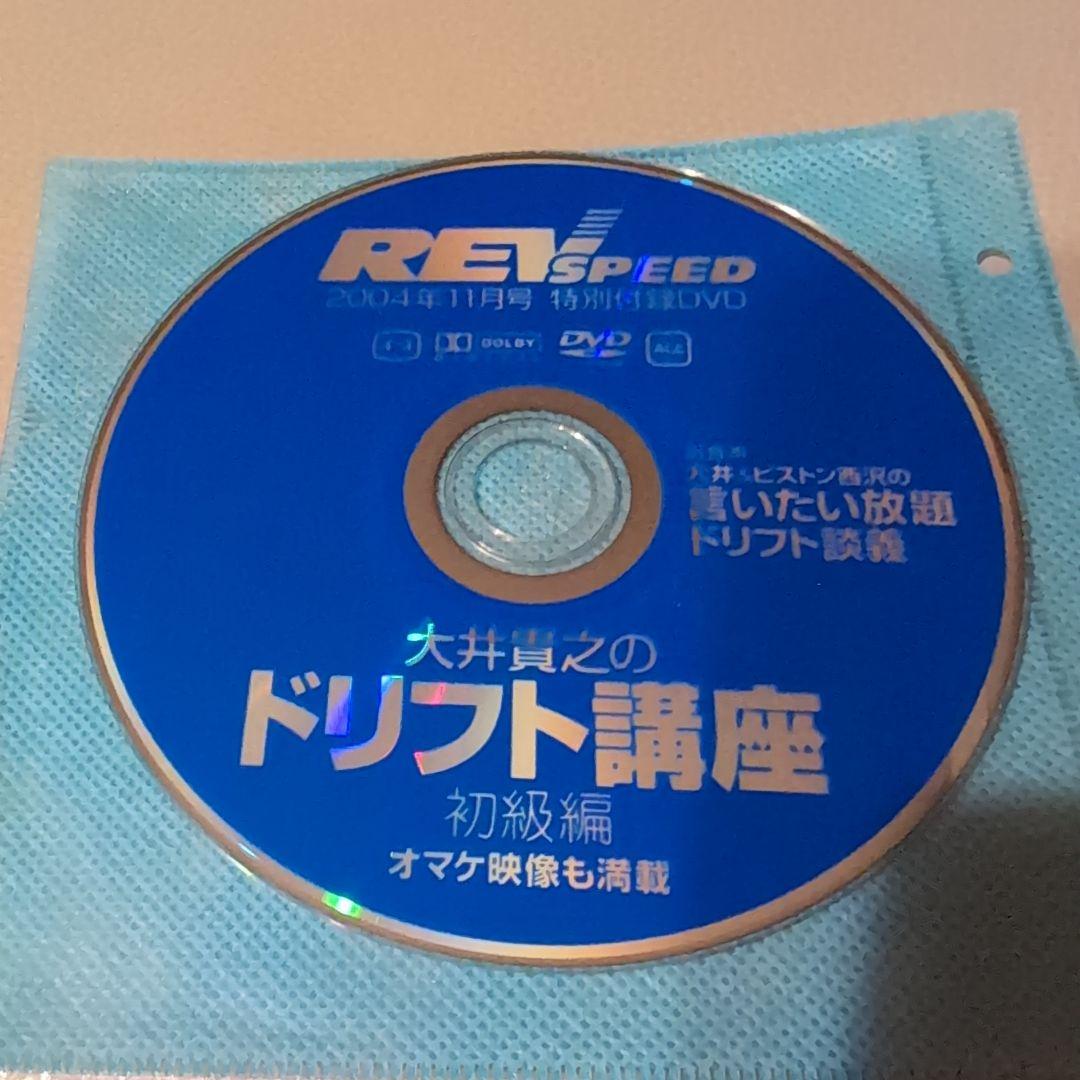 REV SPEED
2004年11月号 特別付録DVD
DOLBY
DVD
ALL
大井&ピストン西沢の
言いたい放題
ドリフト談義
大井貴之の
ドリフト講座
初級編
オマケ映像も満載